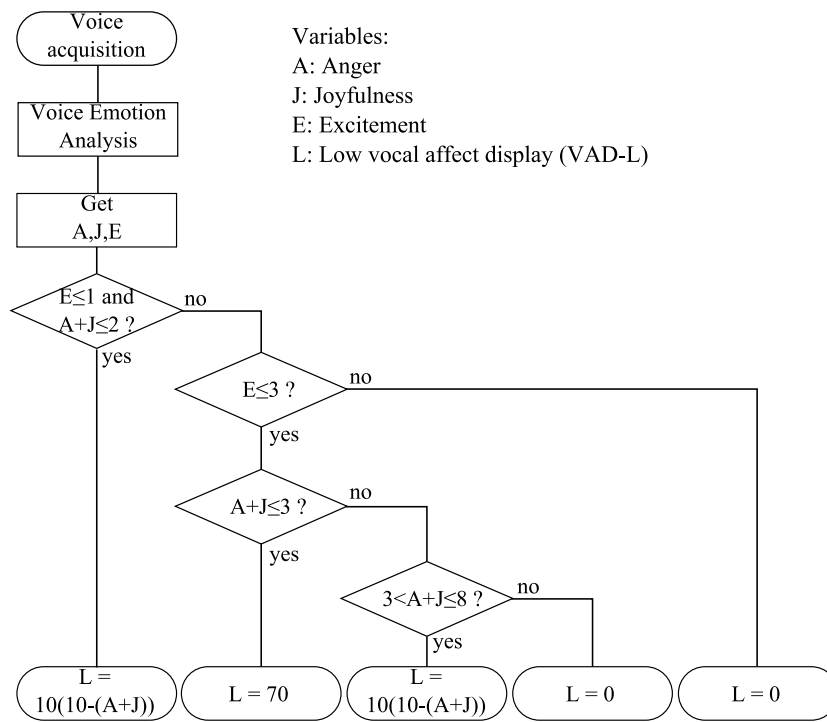 Voice
acquisition
Variables:
A: Anger
J: Joyfulness
E: Excitement
L: Low vocal affect display (VAD-L)
Voice Emotion
Analysis
Get
A,J,E
E≤1 and
A+J≤2 ?
no
yes
E≤3 ?
no
yes
A+J≤3 ?
no
yes
3<A+J≤8 ?
no
yes
L =
10(10-(A+J))
L = 70
L =
10(10-(A+J))
L = 0
L = 0